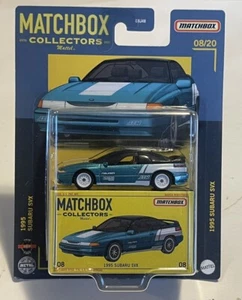 MATCHBOX
COLLECTORS
Mattel
MATCHBOX
08/20
1995 SUBARU SVX
1995
SUBARU SVX
MATTEL
MATCHBOX
COLLECTORS
MATCHBOX
08
1995 SUBARU SVX
08